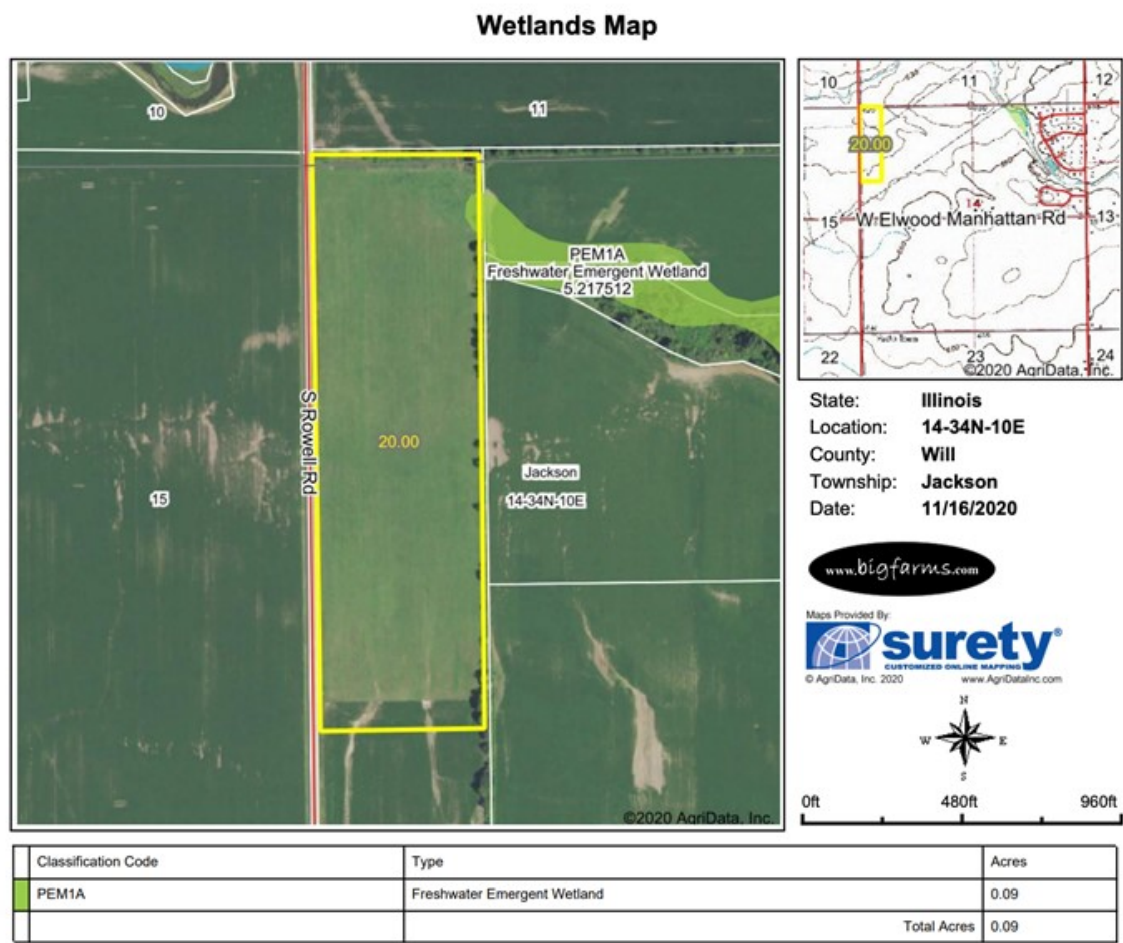 Wetlands Map
10
11
PEM1A
Freshwater Emergent Wetland
5.217512
S Rowell Rd
20.00
15
Jackson
14-34N-10E
©2020 AgriData, Inc.
10
11
12
20.00
15
14
13
W Elwood Manhattan Rd
22
23
24
©2020 AgriData, Inc.
State: Illinois
Location: 14-34N-10E
County: Will
Township: Jackson
Date: 11/16/2020
www.bigfarms.com
Maps Provided By:
surety®
CUSTOMIZED ONLINE MAPPING
© AgriData, Inc. 2020 www.AgriDataInc.com
N
W E
S
0ft 480ft 960ft
Classification Code Type Acres
PEM1A Freshwater Emergent Wetland 0.09
Total Acres 0.09